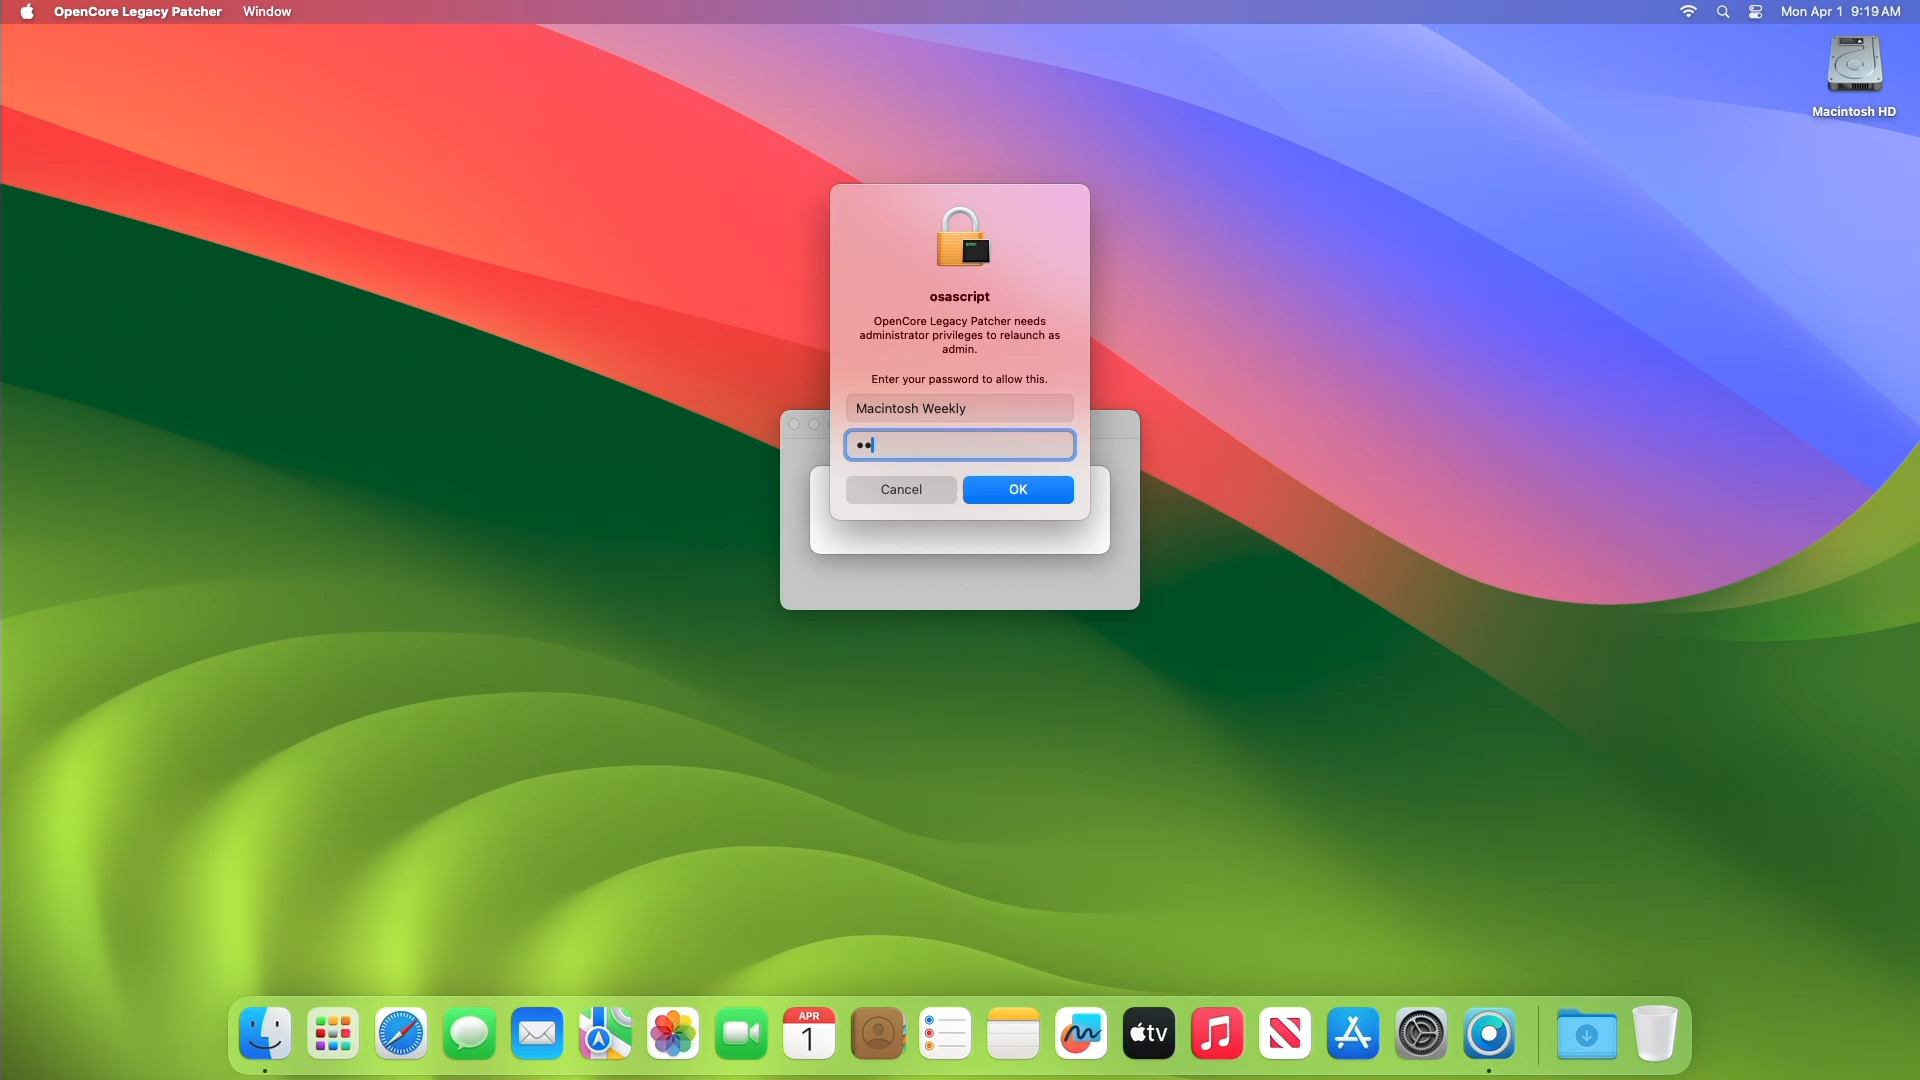 OpenCore Legacy Patcher Window Mon Apr 1 9:19 AM
Macintosh HD
osascript
OpenCore Legacy Patcher needs
administrator privileges to relaunch as
admin.
Enter your password to allow this.
Macintosh Weekly
Cancel OK
APR
1
tv